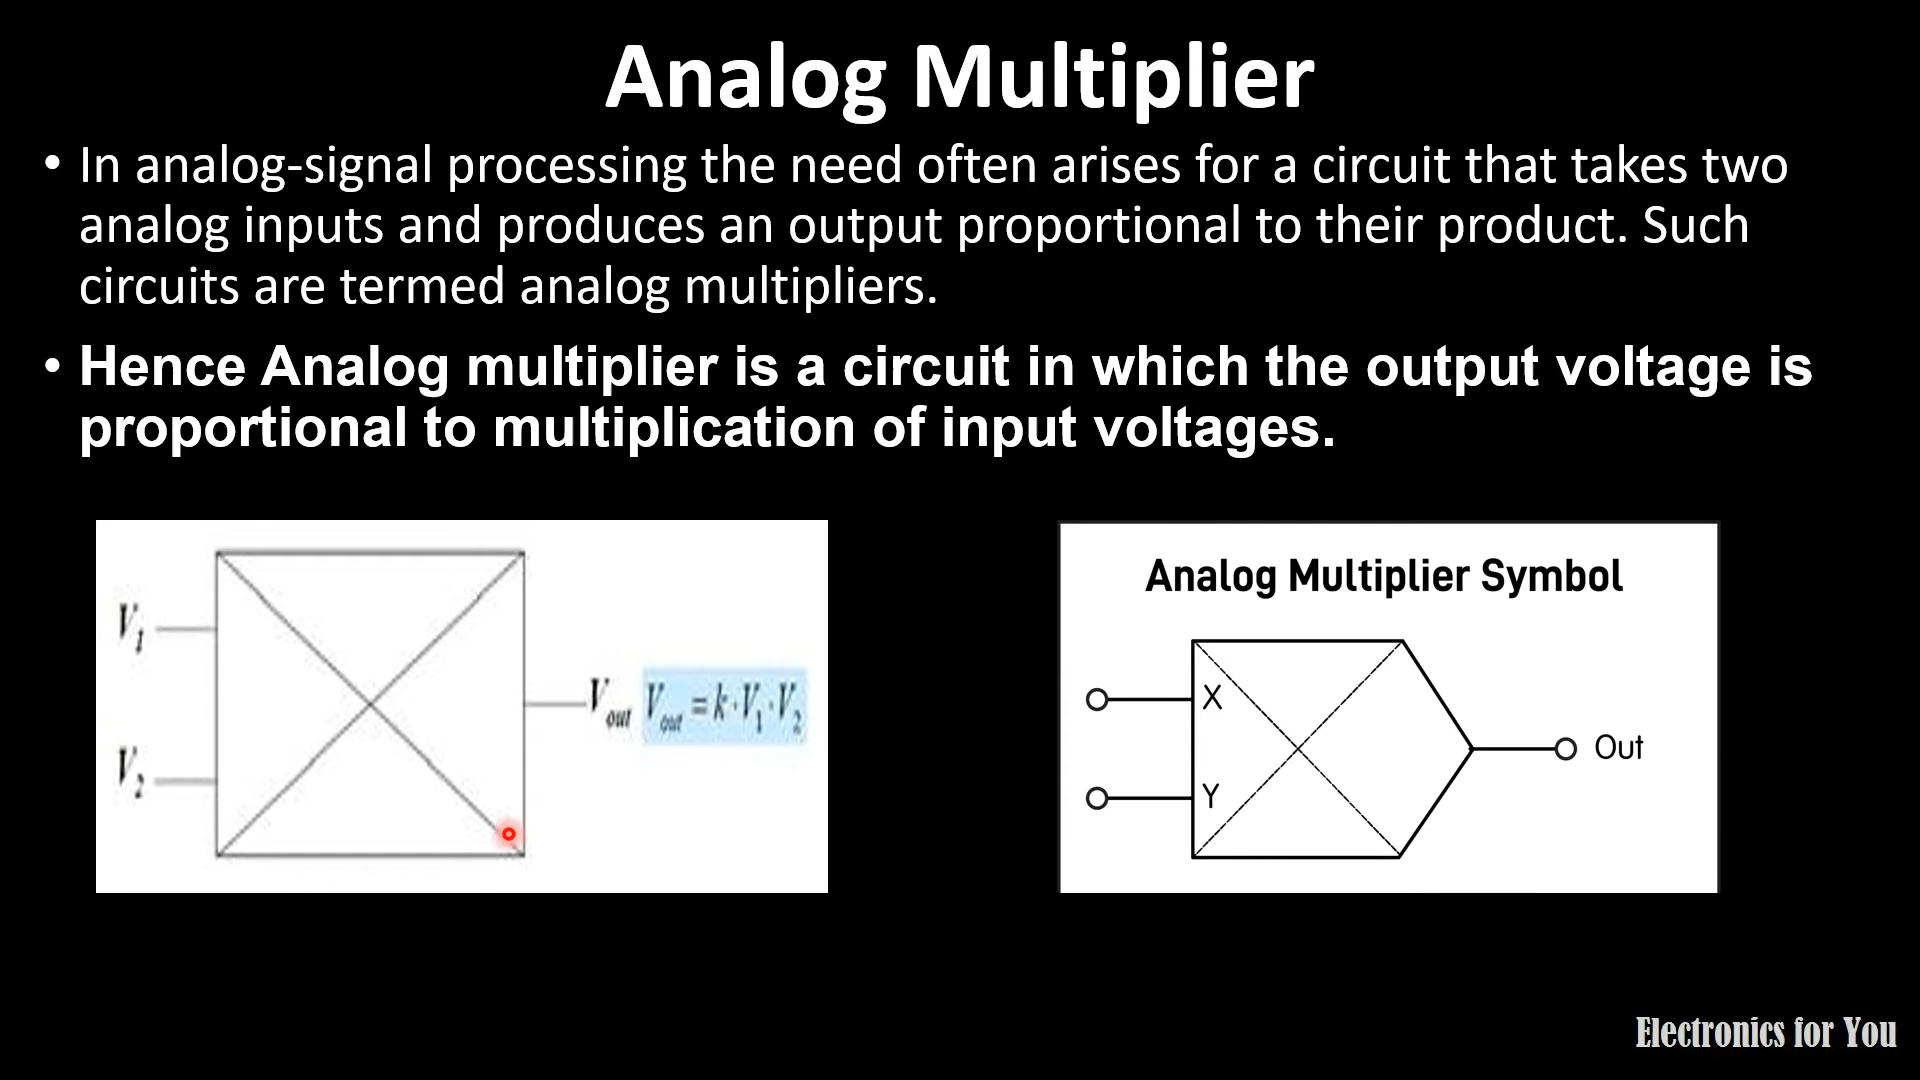 Analog Multiplier
• In analog-signal processing the need often arises for a circuit that takes two
analog inputs and produces an output proportional to their product. Such
circuits are termed analog multipliers.
• Hence Analog multiplier is a circuit in which the output voltage is
proportional to multiplication of input voltages.
V1
V2
Vout
Vout = k·V1·V2
Analog Multiplier Symbol
X
Y
Out
Electronics for You